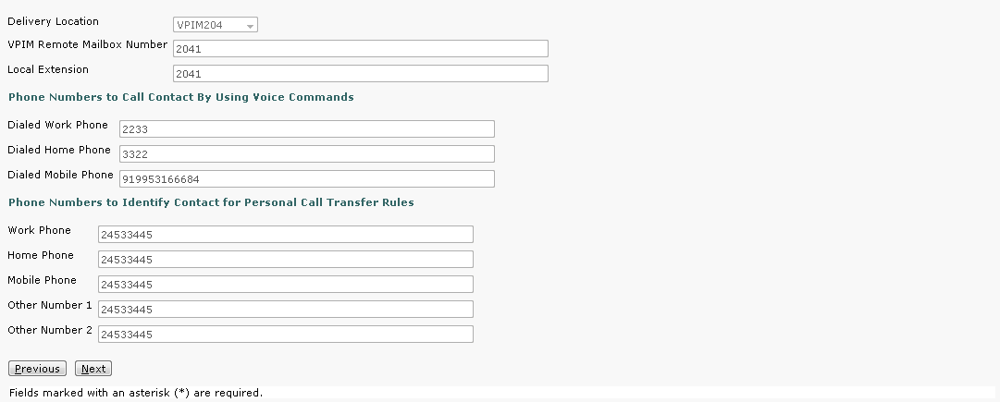 Delivery Location VPIM204
VPIM Remote Mailbox Number 2041
Local Extension 2041
Phone Numbers to Call Contact By Using Voice Commands
Dialed Work Phone 2233
Dialed Home Phone 3322
Dialed Mobile Phone 919953166684
Phone Numbers to Identify Contact for Personal Call Transfer Rules
Work Phone 24533445
Home Phone 24533445
Mobile Phone 24533445
Other Number 1 24533445
Other Number 2 24533445
Previous Next
Fields marked with an asterisk (*) are required.